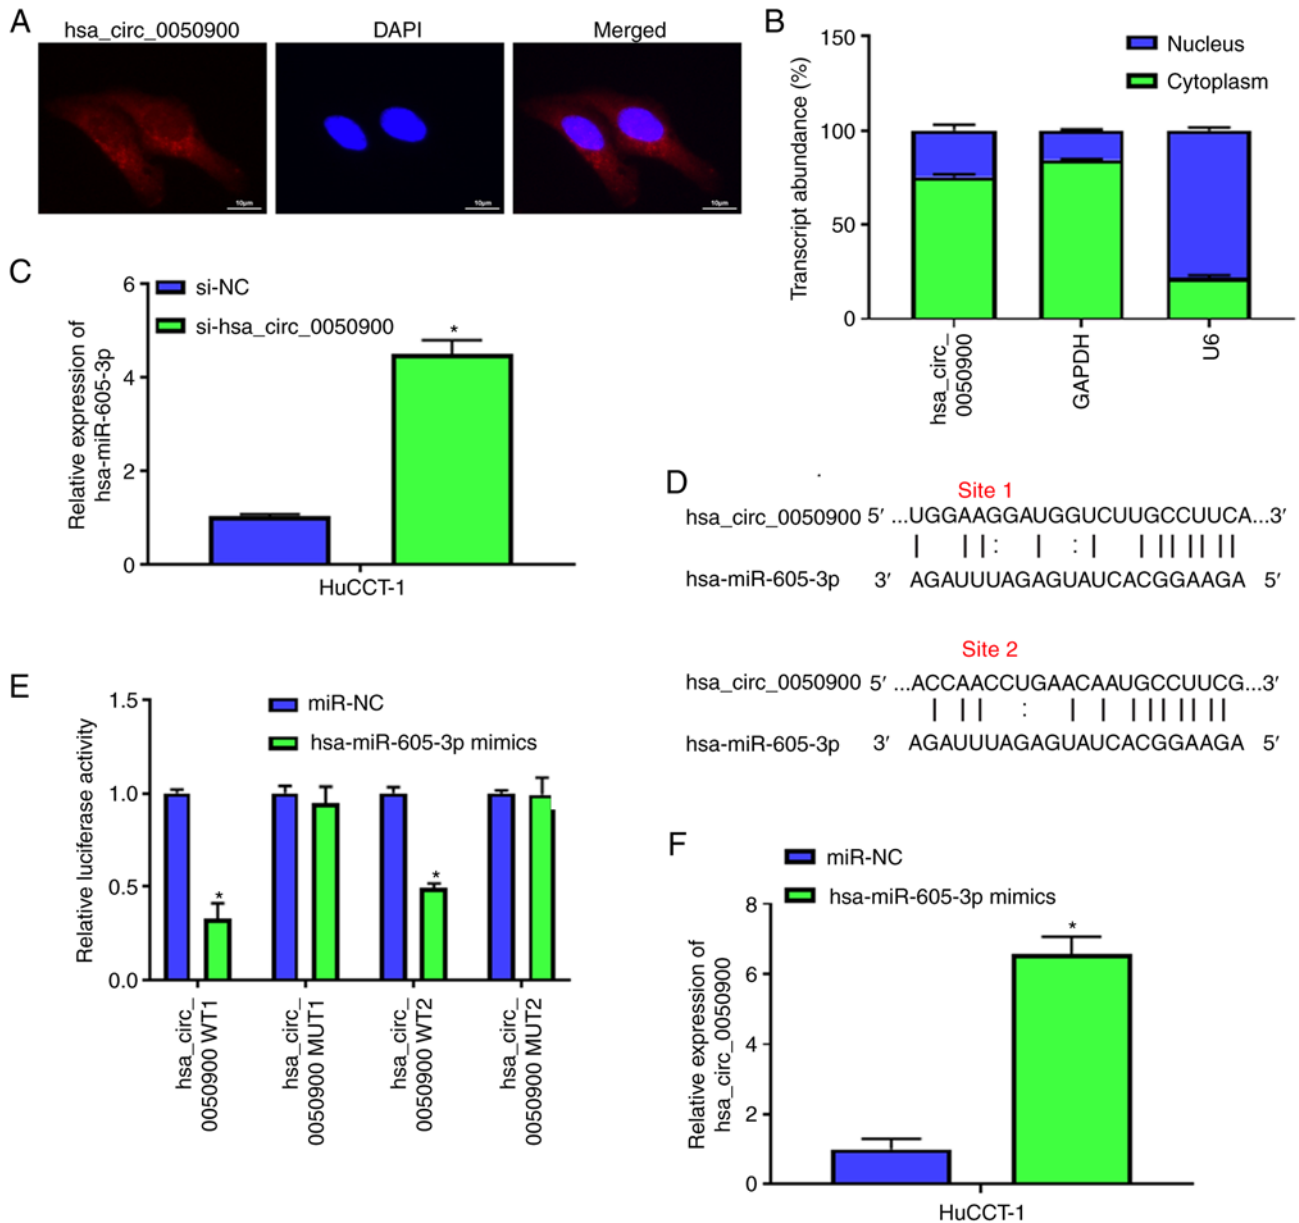 A
hsa_circ_0050900
DAPI
Merged
10μm
10μm
10μm
B
Transcript abundance (%)
150
100
50
0
Nucleus
Cytoplasm
hsa_circ_
0050900
GAPDH
U6
C
Relative expression of
hsa-miR-605-3p
6
4
2
0
si-NC
si-hsa_circ_0050900
*
HuCCT-1
D
Site 1
hsa_circ_0050900 5′ ...UGGAAGGAUGGUCUUGCCUUCA...3′
hsa-miR-605-3p 3′ AGAUUUAGAGUAUCACGGAAGA 5′
Site 2
hsa_circ_0050900 5′ ...ACCAACCUGAACAAUGCCUUCG...3′
hsa-miR-605-3p 3′ AGAUUUAGAGUAUCACGGAAGA 5′
E
Relative luciferase activity
1.5
1.0
0.5
0.0
miR-NC
hsa-miR-605-3p mimics
*
*
hsa_circ_
0050900 WT1
hsa_circ_
0050900 MUT1
hsa_circ_
0050900 WT2
hsa_circ_
0050900 MUT2
F
miR-NC
hsa-miR-605-3p mimics
Relative expression of
hsa_circ_0050900
8
6
4
2
0
*
HuCCT-1